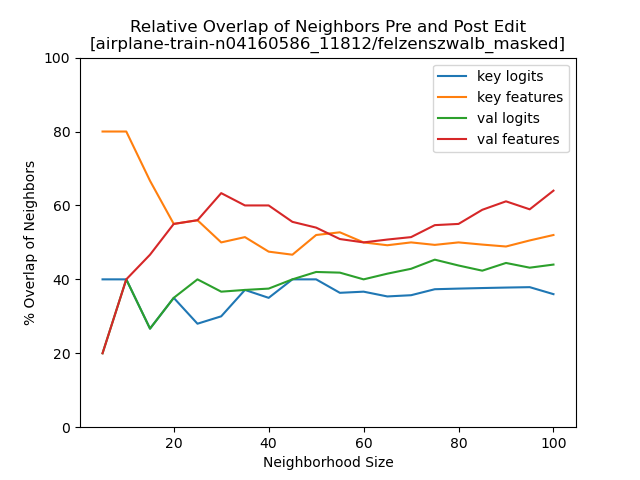 Relative Overlap of Neighbors Pre and Post Edit
[airplane-train-n04160586_11812/felzenszwalb_masked]
100
80
60
40
20
0
% Overlap of Neighbors
key logits
key features
val logits
val features
20
40
60
80
100
Neighborhood Size